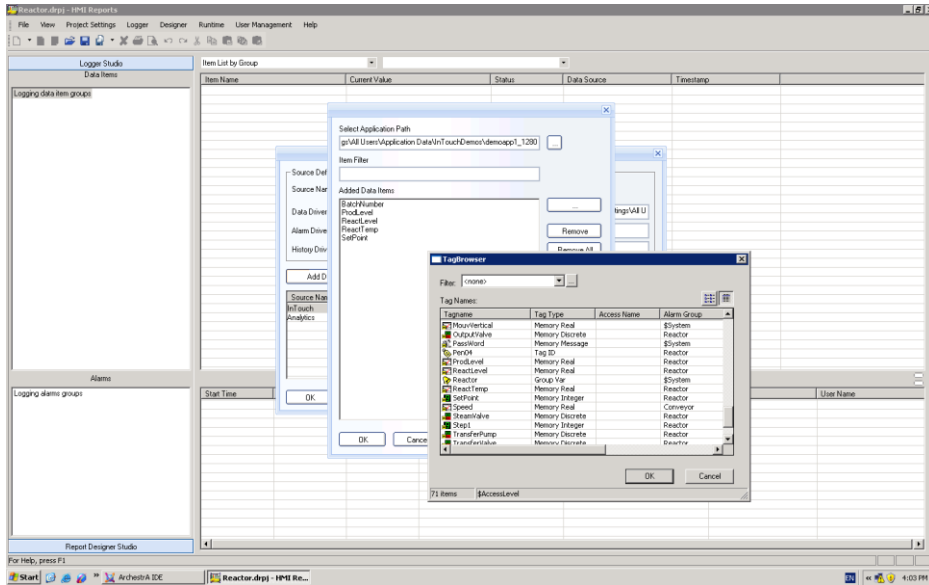 Reactor.drpj - HMI Reports
File View Project Settings Logger Designer Runtime User Management Help
Logger Studio
Item List by Group
Data Items
Item Name Current Value Status Data Source Timestamp
Logging data item groups
Select Application Path
gs\All Users\Application Data\InTouchDemos\demoapp1_1280 ...
Item Filter
Source Def
Source Nar
Added Data Items
BatchNumber
ProdLevel
ReactLevel
ReactTemp
SetPoint
...
Remove
Remove All
Data Driver
tings\All U
Alarm Drive
History Driv
Add D
Source Nan
InTouch
Analytics
OK
OK Cance
TagBrowser
Filter: <none> ...
Tag Names:
Tagname Tag Type Access Name Alarm Group
MouvVertical Memory Real $System
OutputValve Memory Discrete Reactor
PassWord Memory Message $System
Pen04 Tag ID Reactor
ProdLevel Memory Real Reactor
ReactLevel Memory Real Reactor
Reactor Group Var $System
ReactTemp Memory Real Reactor
SetPoint Memory Integer Reactor
Speed Memory Real Conveyor
SteamValve Memory Discrete Reactor
Step1 Memory Integer Reactor
TransferPump Memory Discrete Reactor
TransferValve Memory Discrete Reactor
OK Cancel
71 items $AccessLevel
Alarms
Logging alarms groups
Start Time
User Name
Report Designer Studio
For Help, press F1
Start ArchestrA IDE Reactor.drpj - HMI Re... EN 4:03 PM